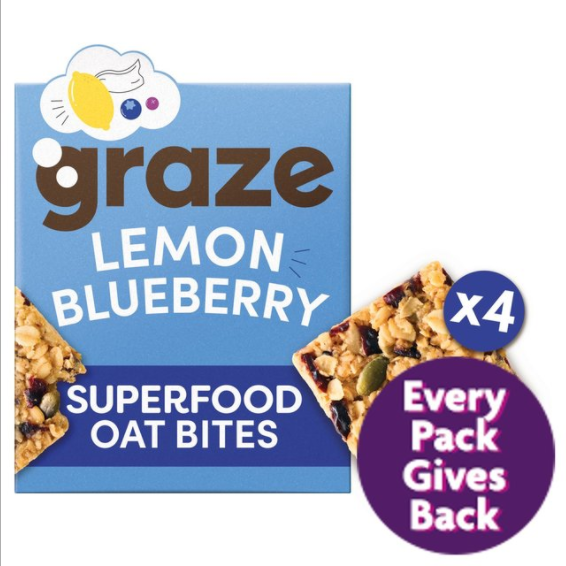 graze
LEMON
BLUEBERRY
SUPERFOOD
OAT BITES
x4
Every
Pack
Gives
Back